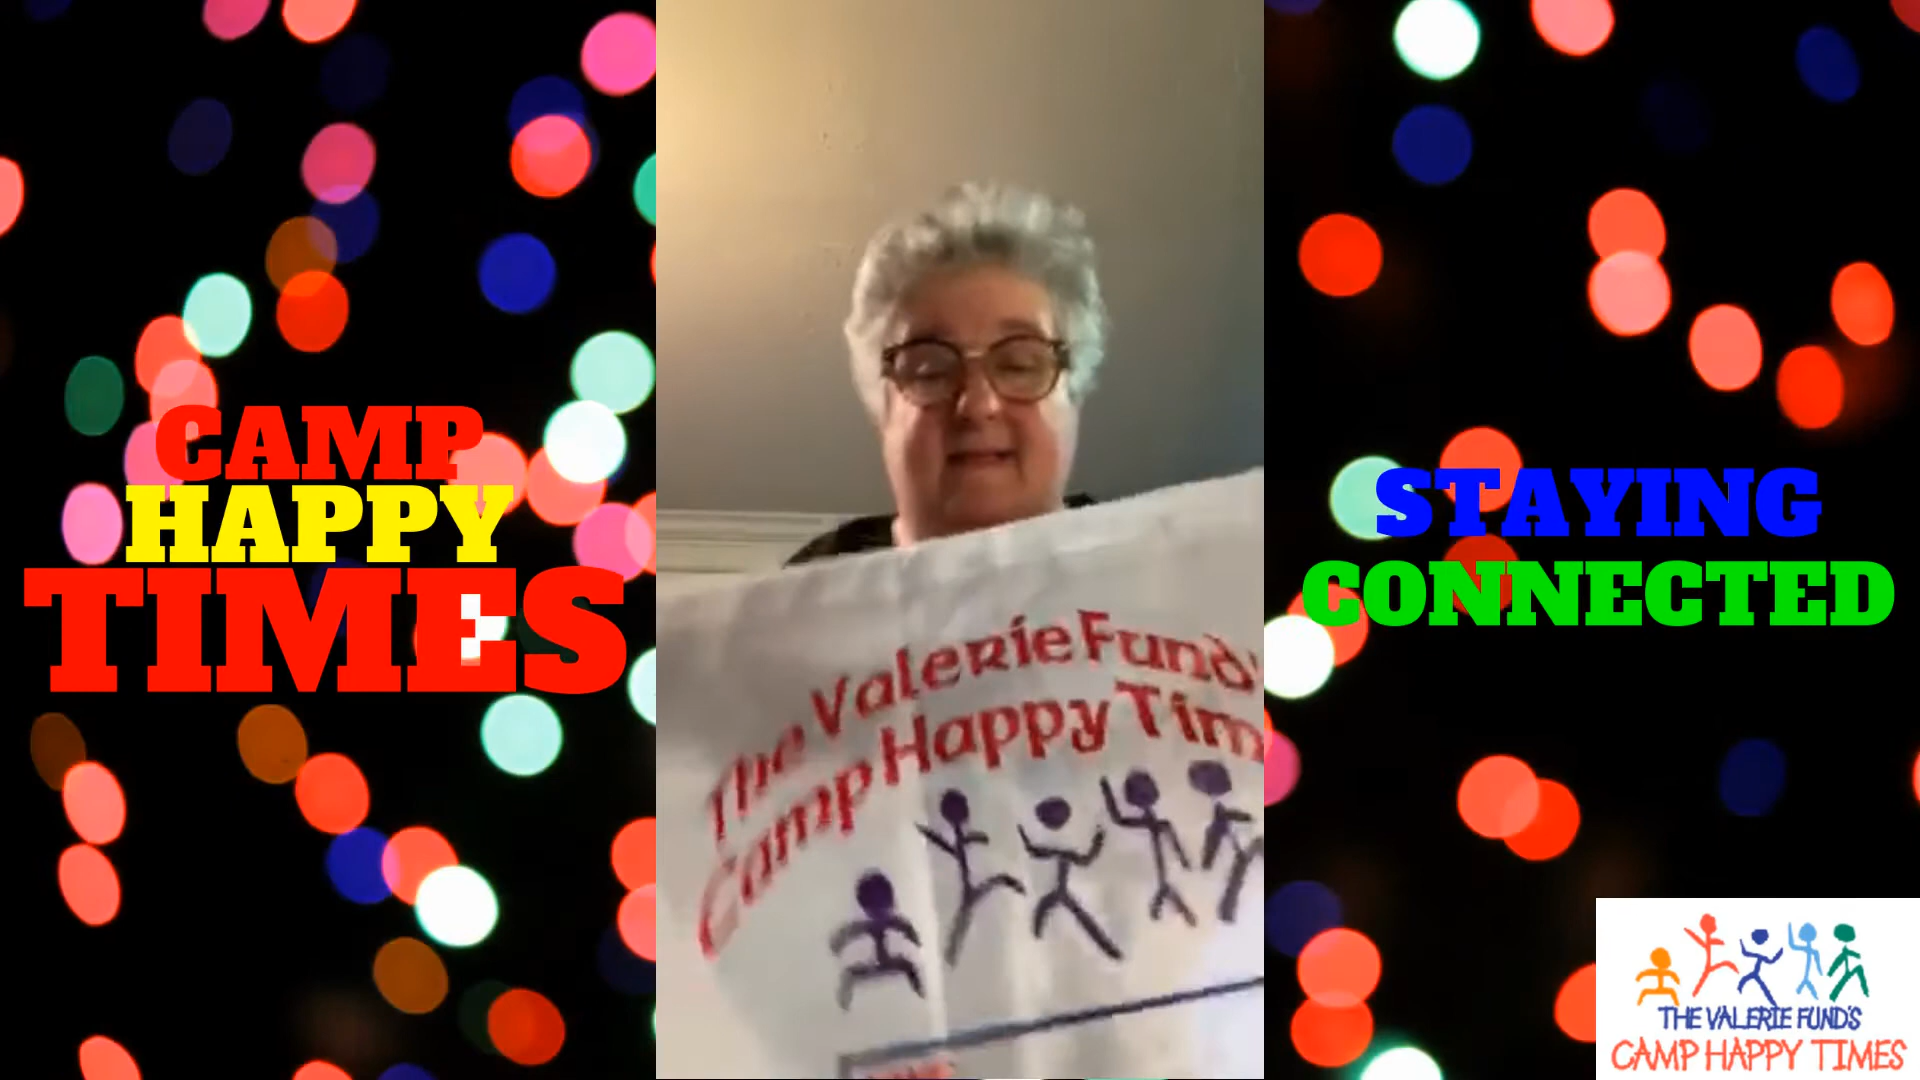 CAMP
HAPPY
TIMES
The Valerie Fund'
Camp Happy Tim
STAYING
CONNECTED
THE VALERIE FUND'S
CAMP HAPPY TIMES